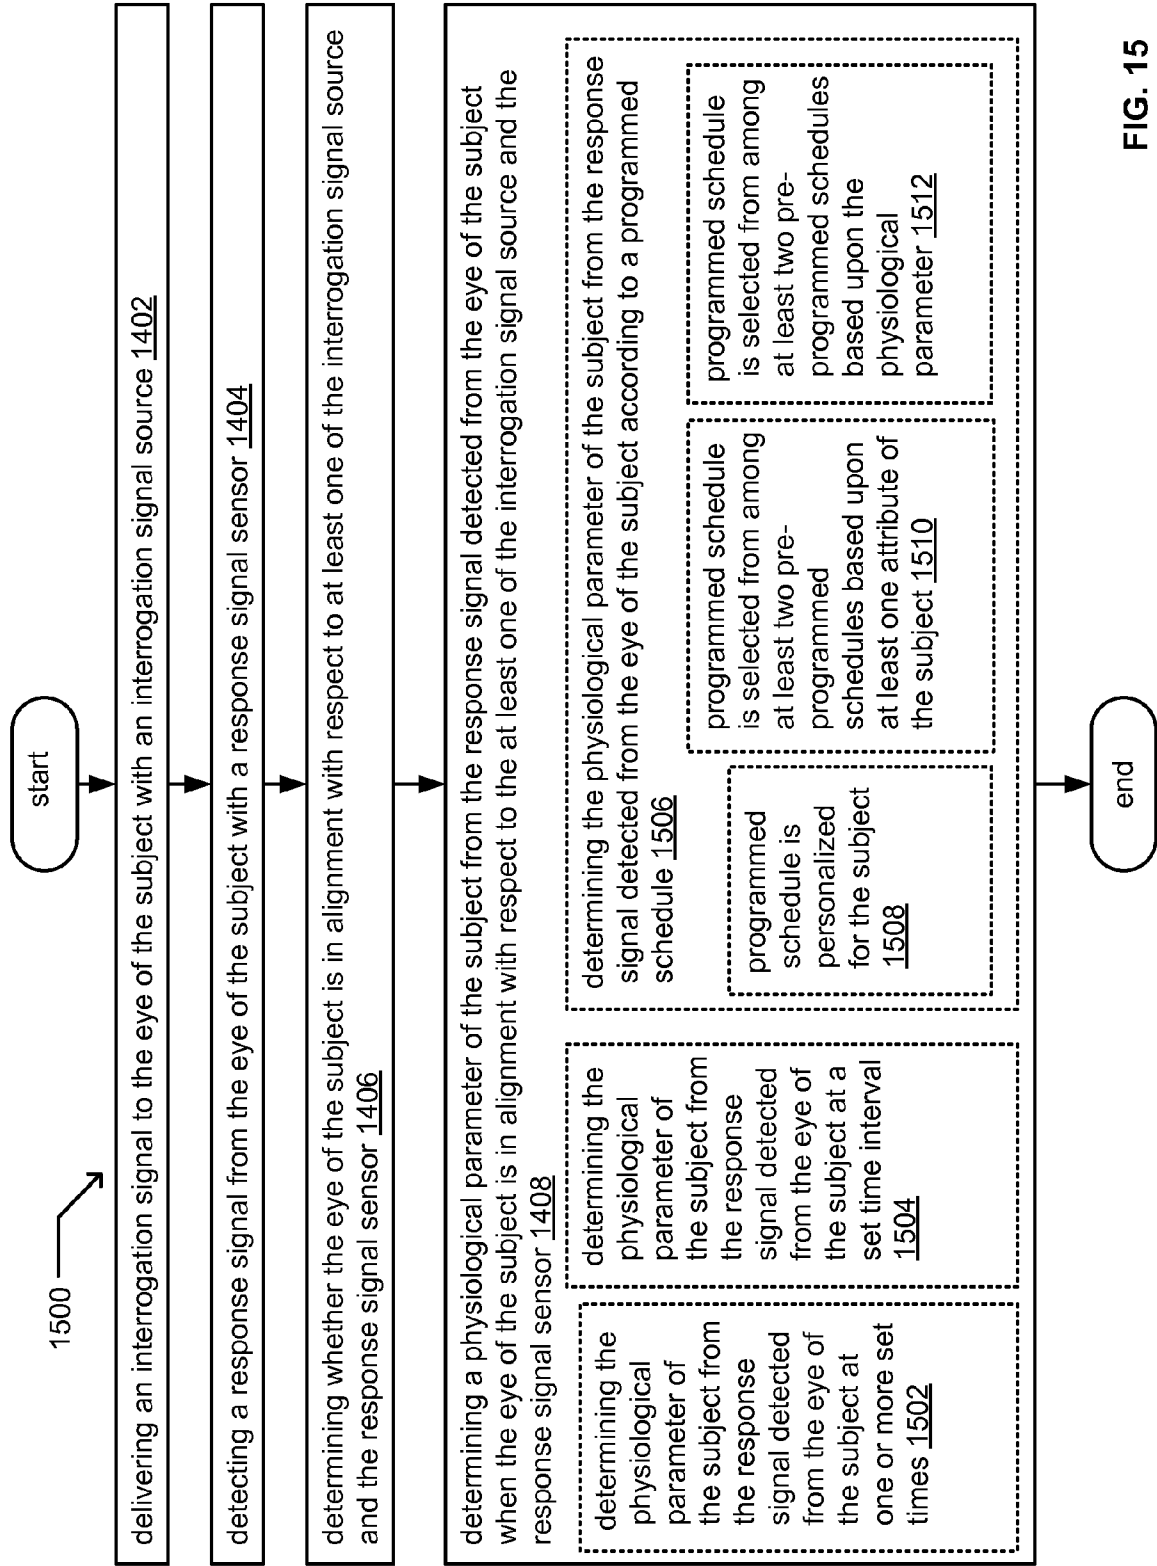 start
1500
delivering an interrogation signal to the eye of the subject with an interrogation signal source 1402
detecting a response signal from the eye of the subject with a response signal sensor 1404
determining whether the eye of the subject is in alignment with respect to at least one of the interrogation signal source
and the response signal sensor 1406
determining a physiological parameter of the subject from the response signal detected from the eye of the subject
when the eye of the subject is in alignment with respect to the at least one of the interrogation signal source and the
response signal sensor 1408
determining the
physiological
parameter of
the subject from
the response
signal detected
from the eye of
the subject at
one or more set
times 1502
determining the
physiological
parameter of
the subject from
the response
signal detected
from the eye of
the subject at a
set time interval
1504
determining the physiological parameter of the subject from the response
signal detected from the eye of the subject according to a programmed
schedule 1506
programmed
schedule is
personalized
for the subject
1508
programmed schedule
is selected from among
at least two pre-
programmed
schedules based upon
at least one attribute of
the subject 1510
programmed schedule
is selected from among
at least two pre-
programmed schedules
based upon the
physiological
parameter 1512
end
FIG. 15